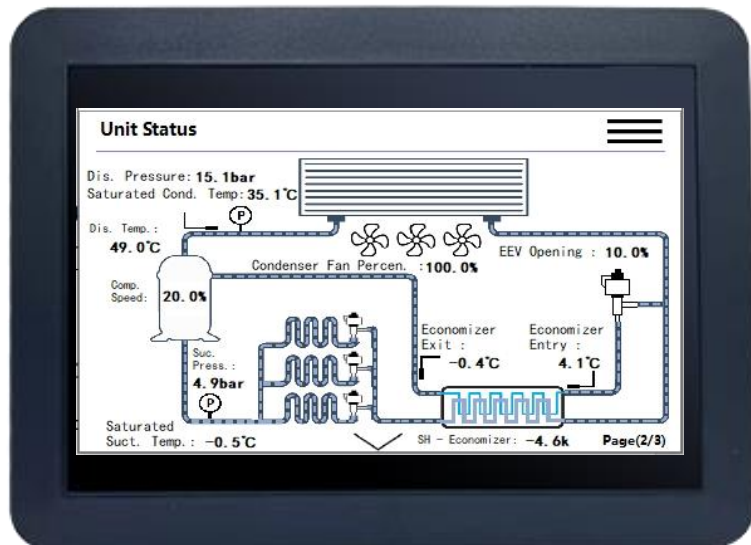 Unit Status
Dis. Pressure: 15.1bar
Saturated Cond. Temp: 35.1℃
P
Dis. Temp.:
49.0℃
EEV Opening : 10.0%
Condenser Fan Percen. :100.0%
Comp.
Speed: 20.0%
Economizer
Exit :
-0.4℃
Economizer
Entry :
4.1℃
Suc.
Press.:
4.9bar
P
Saturated
Suct. Temp.: -0.5℃
SH - Economizer: -4.6k
Page(2/3)